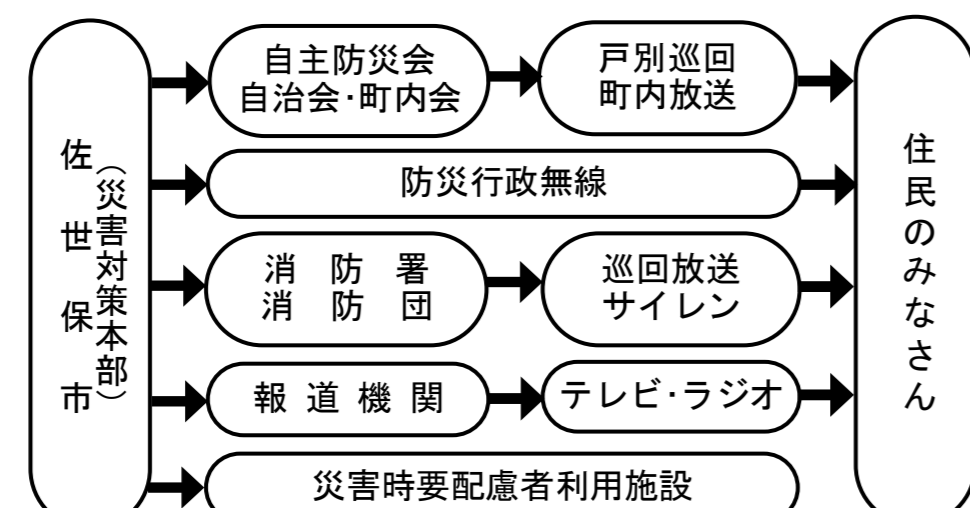 佐世保市
(災害対策本部)
自主防災会
自治会・町内会
戸別巡回
町内放送
防災行政無線
消防署
消防団
巡回放送
サイレン
報道機関
テレビ・ラジオ
災害時要配慮者利用施設
住民のみなさん